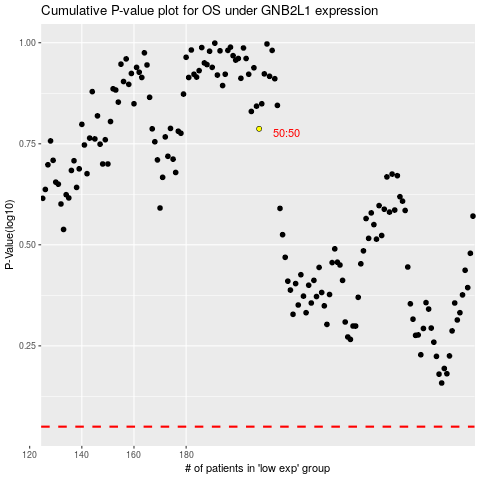 Cumulative P-value plot for OS under GNB2L1 expression
P-Value(log10)
1.00
0.75
0.50
0.25
50:50
120 140 160 180
# of patients in 'low exp' group